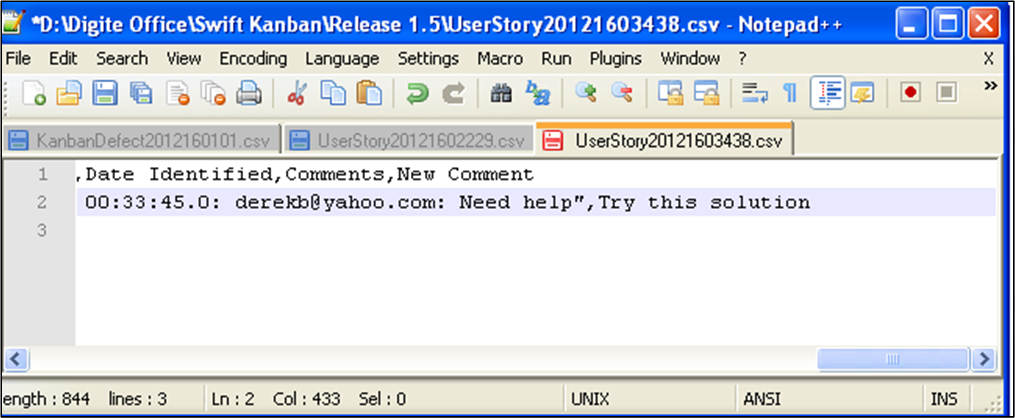 *D:\Digite Office\Swift Kanban\Release 1.5\UserStory20121603438.csv - Notepad++
File Edit Search View Encoding Language Settings Macro Run Plugins Window ? X
KanbanDefect2012160101.csv UserStory20121602229.csv UserStory20121603438.csv
1 ,Date Identified,Comments,New Comment
2 00:33:45.0: derekb@yahoo.com: Need help”,Try this solution
3
ength : 844 lines : 3 Ln : 2 Col : 433 Sel : 0 UNIX ANSI INS